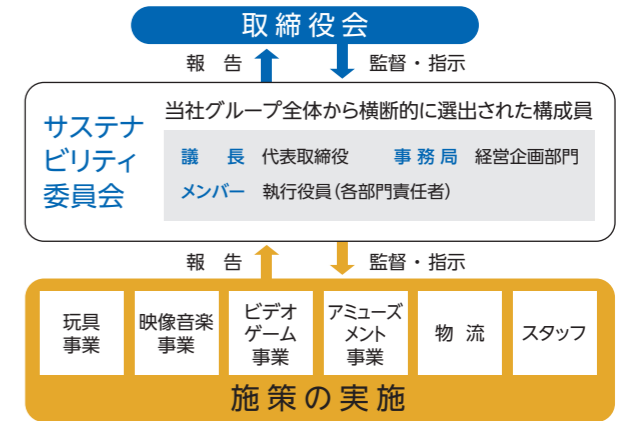 取締役会
報告 監督・指示
サステナ
ビリティ
委員会
当社グループ全体から横断的に選出された構成員
議長 代表取締役 事務局 経営企画部門
メンバー 執行役員(各部門責任者)
報告 監督・指示
玩具
事業
映像音楽
事業
ビデオ
ゲーム
事業
アミューズ
メント
事業
物流
スタッフ
施策の実施